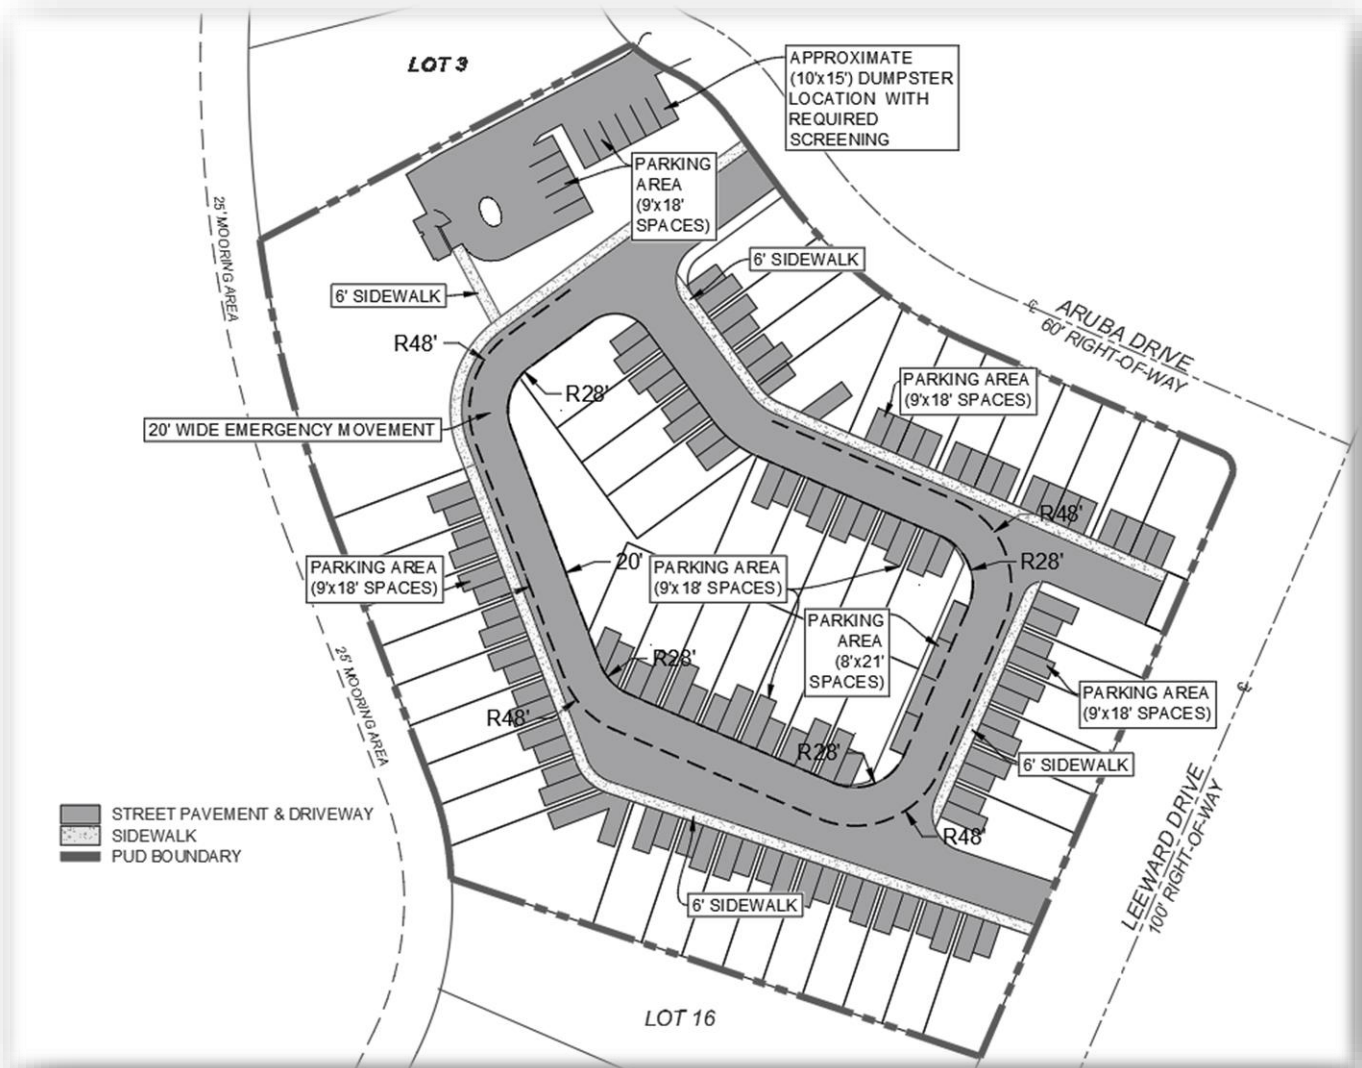 LOT 3
APPROXIMATE
(10'x15') DUMPSTER
LOCATION WITH
REQUIRED
SCREENING
PARKING
AREA
(9'x18'
SPACES)
25' MOORING AREA
6' SIDEWALK
6' SIDEWALK
ARUBA DRIVE
60' RIGHT-OF-WAY
R48'
R28'
PARKING AREA
(9'x18' SPACES)
20' WIDE EMERGENCY MOVEMENT
R48'
R28'
PARKING AREA
(9'x18' SPACES)
20'
PARKING AREA
(9'x18' SPACES)
PARKING
AREA
(8'x21'
SPACES)
25' MOORING AREA
R28'
R48'
PARKING AREA
(9'x18' SPACES)
R28'
6' SIDEWALK
R48'
LEEWARD DRIVE
100' RIGHT-OF-WAY
STREET PAVEMENT & DRIVEWAY
SIDEWALK
PUD BOUNDARY
6' SIDEWALK
LOT 16